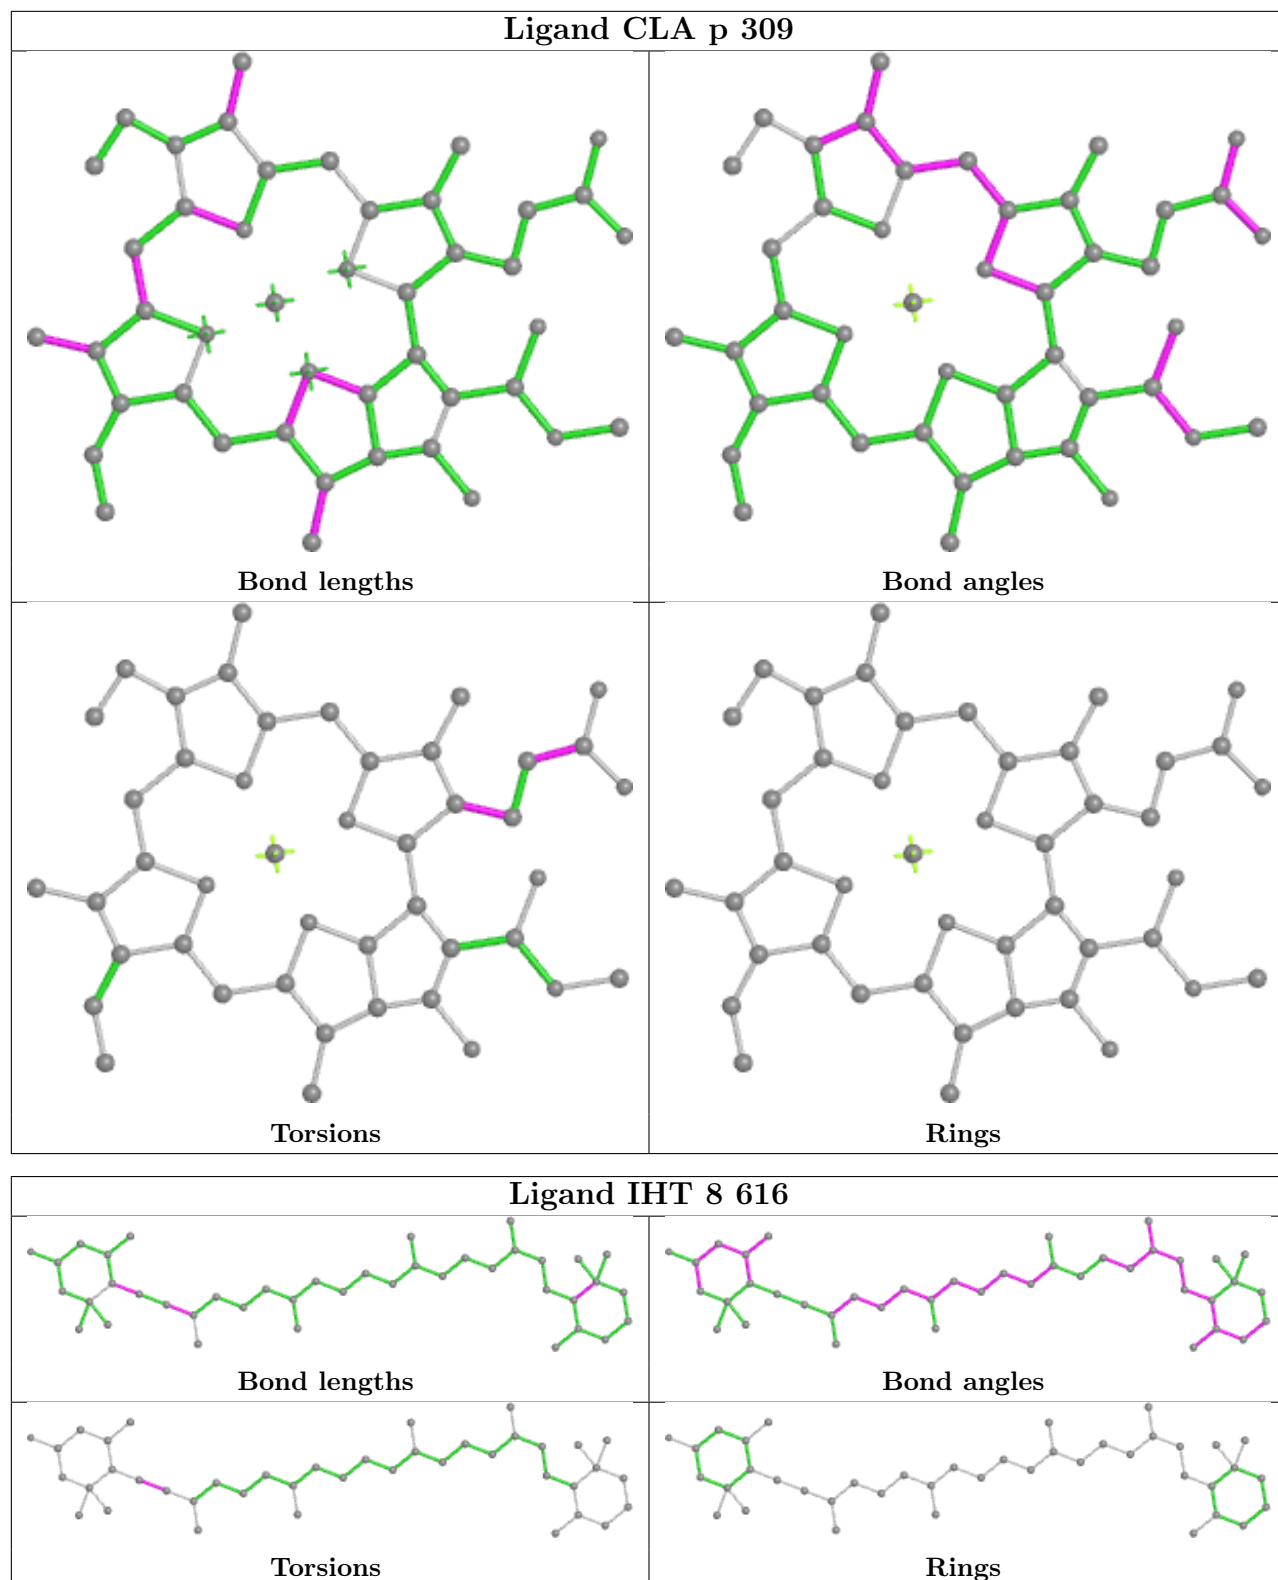 Ligand CLA p 309
Bond lengths
Bond angles
Torsions
Rings
Ligand IHT 8 616
Bond lengths
Bond angles
Torsions
Rings